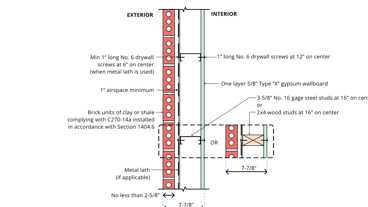 EXTERIOR
INTERIOR
Min 1" long No. 6 drywall
screws at 6" on center
(when metal lath is used)
1" long No. 6 drywall screws at 12" on center
One layer 5/8" Type "X" gypsum wallboard
1" airspace minimum
3-5/8" No. 16 gage steel studs at 16" on cen
or
2x4 wood studs at 16" on center
Brick units of clay or shale
complying with C270-14a installed
in accordance with Section 1404.6
OR
Metal lath
(if applicable)
7-7/8"
No less than 2-5/8"
7-7/8"